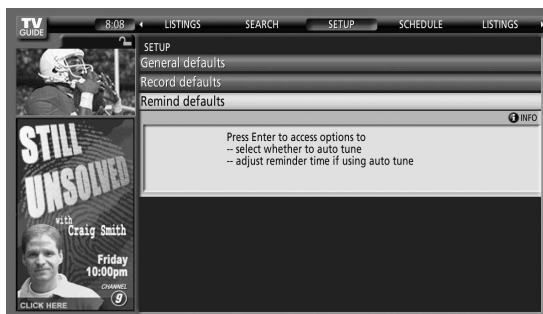 TV
GUIDE
8:08
LISTINGS
SEARCH
SETUP
SCHEDULE
LISTINGS
SETUP
General defaults
Record defaults
Remind defaults
INFO
Press Enter to access options to
-- select whether to auto tune
-- adjust reminder time if using auto tune
STILL
UNSOLVED
with
Craig Smith
Friday
10:00pm
CHANNEL
9
CLICK HERE